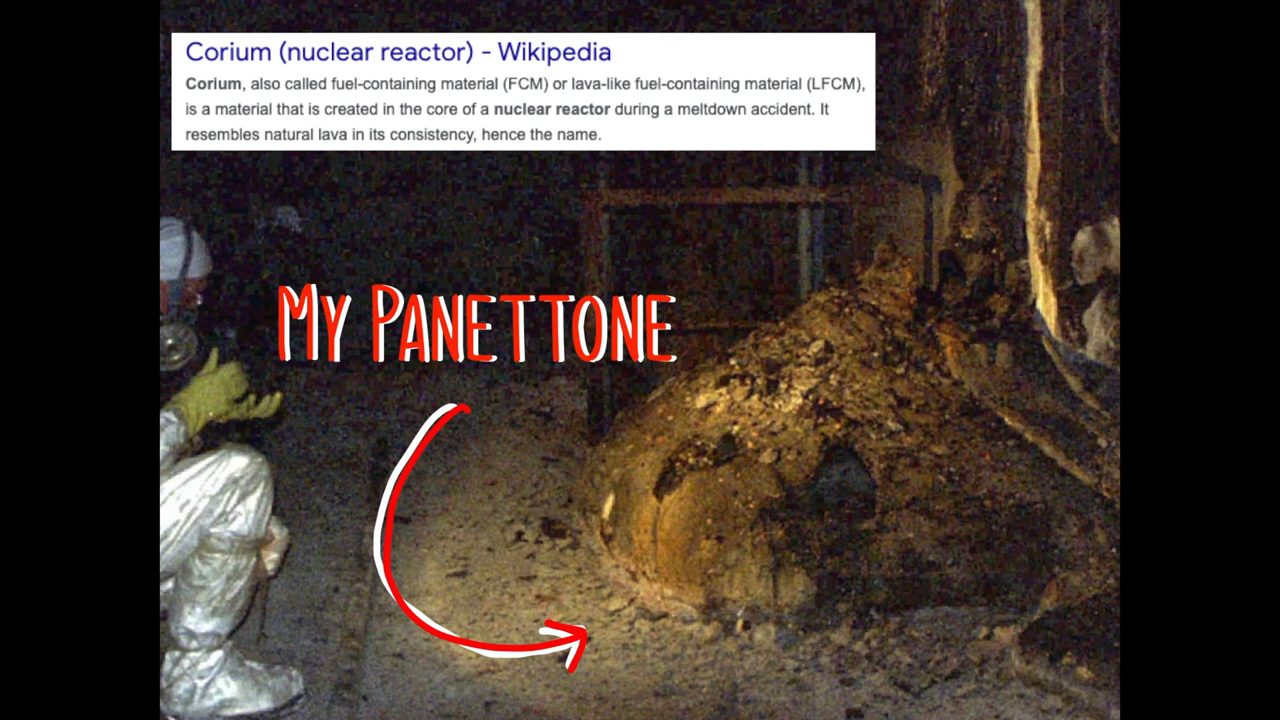 Corium (nuclear reactor) - Wikipedia
Corium, also called fuel-containing material (FCM) or lava-like fuel-containing material (LFCM),
is a material that is created in the core of a nuclear reactor during a meltdown accident. It
resembles natural lava in its consistency, hence the name.
MY PANETTONE